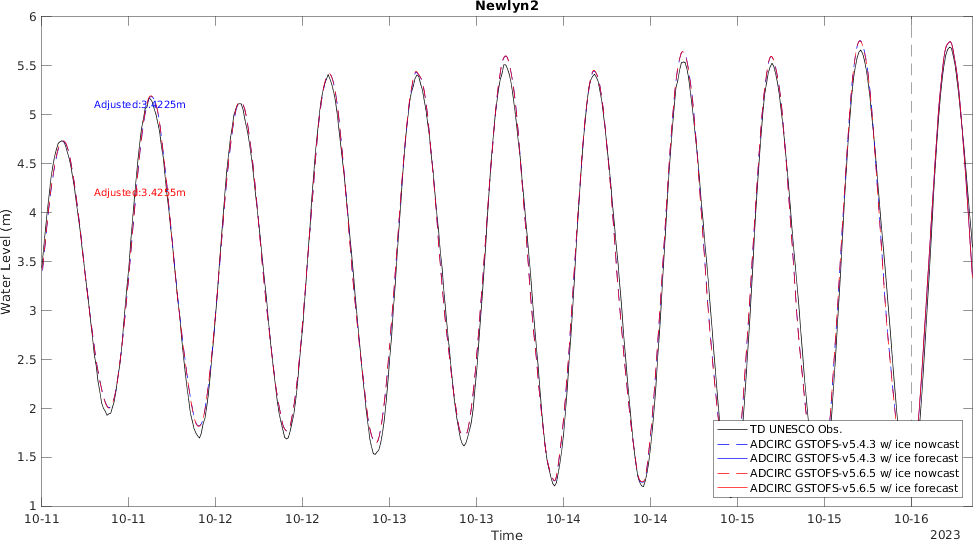 Newlyn2
6
5.5
5
4.5
4
3.5
3
2.5
2
1.5
1
Water Level (m)
Adjusted:3.4225m
Adjusted:3.4255m
TD UNESCO Obs.
ADCIRC GSTOFS-v5.4.3 w/ ice nowcast
ADCIRC GSTOFS-v5.4.3 w/ ice forecast
ADCIRC GSTOFS-v5.6.5 w/ ice nowcast
ADCIRC GSTOFS-v5.6.5 w/ ice forecast
10-11 10-11 10-12 10-12 10-13 10-13 10-14 10-14 10-15 10-15 10-16
Time
2023